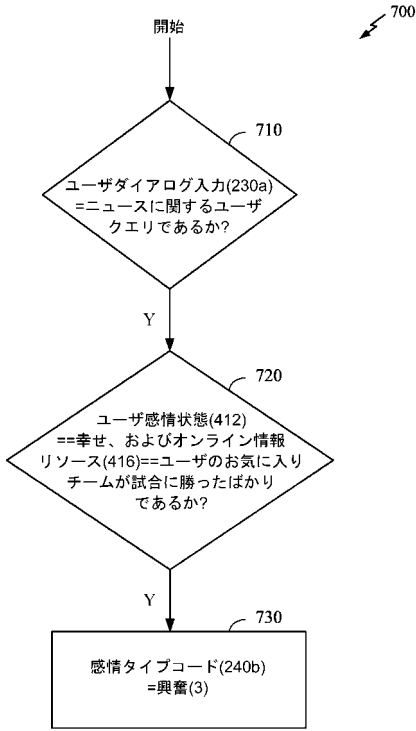 700
開始
710
ユーザダイアログ入力(230a)
=ニュースに関するユーザ
クエリであるか?
Y
720
ユーザ感情状態(412)
==幸せ、およびオンライン情報
リソース(416)==ユーザのお気に入り
チームが試合に勝ったばかり
であるか?
Y
730
感情タイプコード(240b)
=興奮(3)